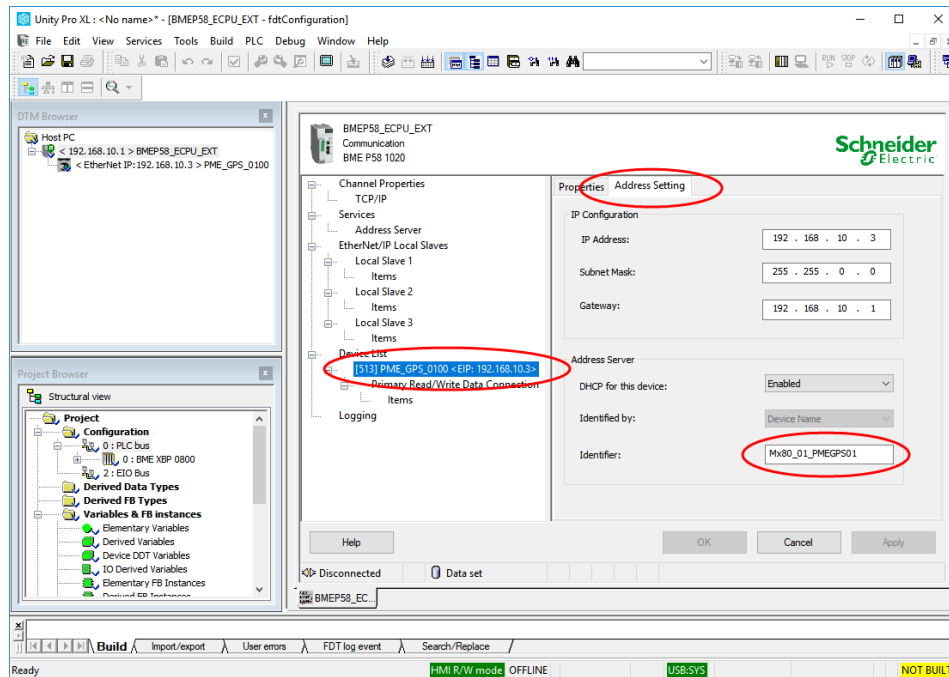 Unity Pro XL : <No name>* - [BMEP58_ECPU_EXT - fdtConfiguration]
File Edit View Services Tools Build PLC Debug Window Help
RUN STOP
DTM Browser
Host PC
< 192.168.10.1 > BMEP58_ECPU_EXT
< EtherNet IP:192.168.10.3 > PME_GPS_0100
Project Browser
Structural view
Project
Configuration
0 : PLC bus
0 : BME XBP 0800
2 : EIO Bus
Derived Data Types
Derived FB Types
Variables & FB instances
Elementary Variables
Derived Variables
Device DDT Variables
IO Derived Variables
Elementary FB Instances
Derived FB Instances
BMEP58_ECPU_EXT
Communication
BME P58 1020
Schneider
Electric
Channel Properties
TCP/IP
Services
Address Server
EtherNet/IP Local Slaves
Local Slave 1
Items
Local Slave 2
Items
Local Slave 3
Items
Device List
[513] PME_GPS_0100 <EIP: 192.168.10.3>
Primary Read/Write Data Connection
Items
Logging
Properties Address Setting
IP Configuration
IP Address: 192 . 168 . 10 . 3
Subnet Mask: 255 . 255 . 0 . 0
Gateway: 192 . 168 . 10 . 1
Address Server
DHCP for this device: Enabled
Identified by: Device Name
Identifier: Mx80_01_PMEGPS01
Help OK Cancel Apply
Disconnected Data set
BMEP58_EC...
Build Import/export User errors FDT log event Search/Replace
Ready HMI R/W mode OFFLINE USB:SYS NOT BUILT